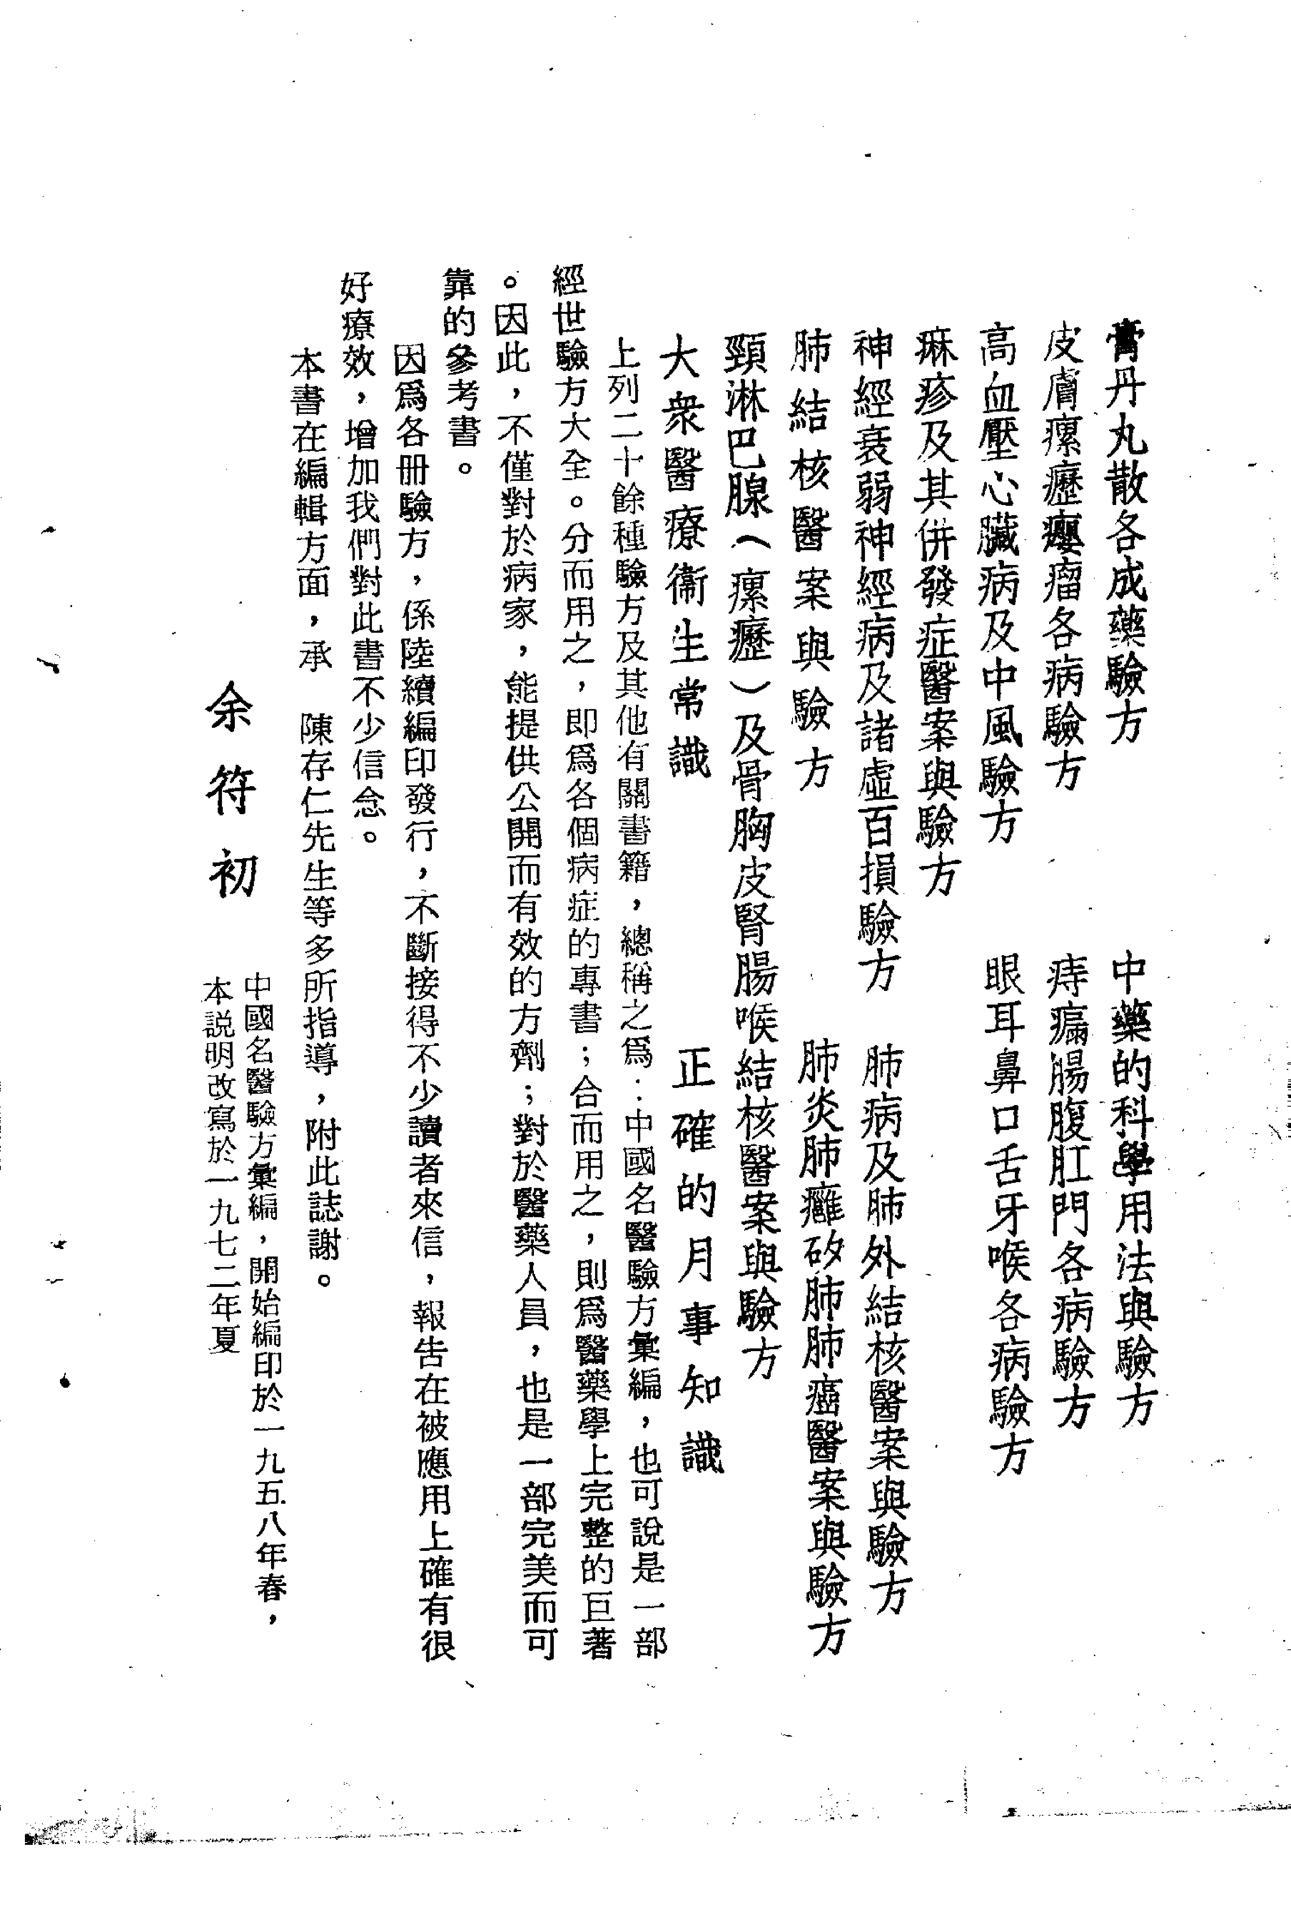 膏丹丸散各成藥驗方　中藥的科學用法與驗方
皮膚瘰癧癭瘤各病驗方　痔瘺腸腹肛門各病驗方
高血壓心臟病及中風驗方　眼耳鼻口舌牙喉各病驗方
痳疹及其併發症醫案與驗方
神經衰弱神經病及諸虛百損驗方　肺病及肺外結核醫案與驗方
肺結核醫案與驗方　肺炎肺癰矽肺肺癌醫案與驗方
頸淋巴腺（瘰癧）及骨胸皮腎腸喉結核醫案與驗方
大衆醫療衞生常識　正確的月事知識
上列二十餘種驗方及其他有關書籍，總稱之爲：中國名醫驗方彙編，也可說是一部
經世驗方大全。分而用之，即爲各個病症的專書；合而用之，則爲醫藥學上完整的巨著
。因此，不僅對於病家，能提供公開而有效的方劑；對於醫藥人員，也是一部完美而可
靠的參考書。
因爲各冊驗方，係陸續編印發行，不斷接得不少讀者來信，報告在被應用上確有很
好療效，增加我們對此書不少信念。
本書在編輯方面，承　陳存仁先生等多所指導，附此誌謝。
余符初
中國名醫驗方彙編，開始編印於一九五八年春，
本説明改寫於一九七二年夏